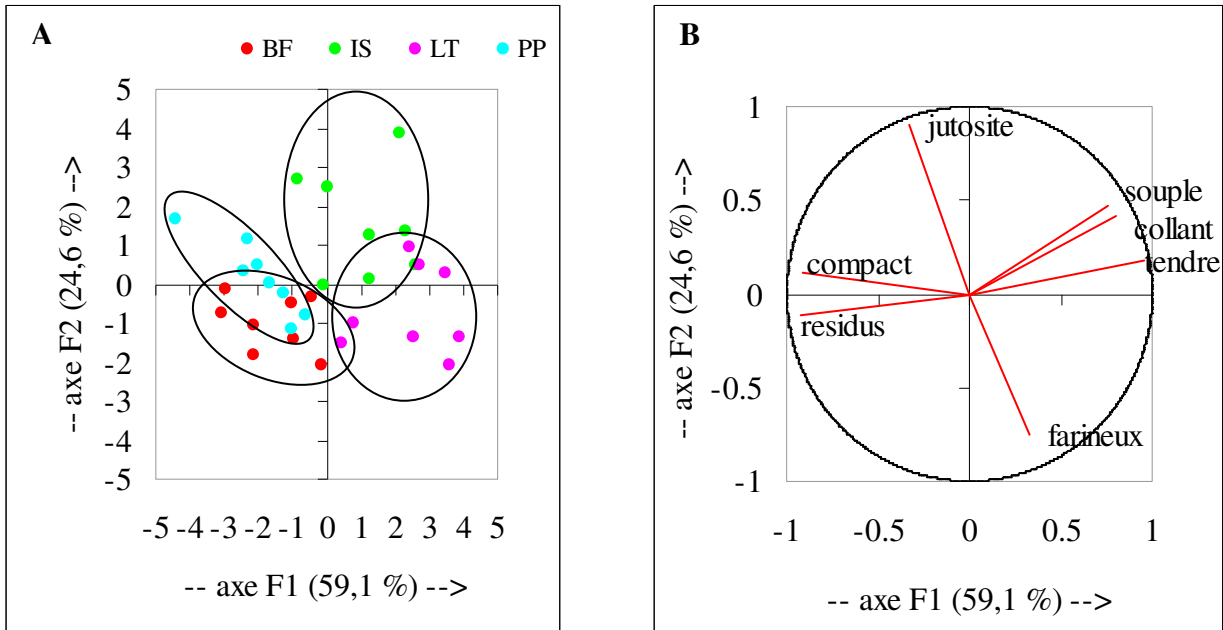 A
BF IS LT PP
5
4
3
2
1
0
-1
-2
-3
-4
-5
-5 -4 -3 -2 -1 0 1 2 3 4 5
-- axe F2 (24,6 %) -->
-- axe F1 (59,1 %) -->
B
1
0.5
0
-0.5
-1
-1 -0.5 0 0.5 1
jutosite
souple
collant
tendre
compact
residus
farineux
-- axe F2 (24,6 %) -->
-- axe F1 (59,1 %) -->